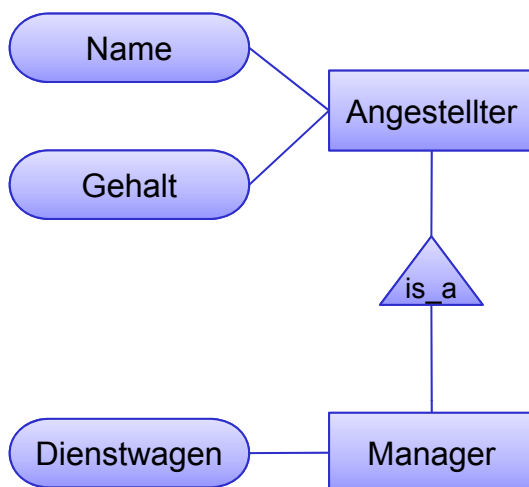 Name
Angestellter
Gehalt
is_a
Dienstwagen
Manager